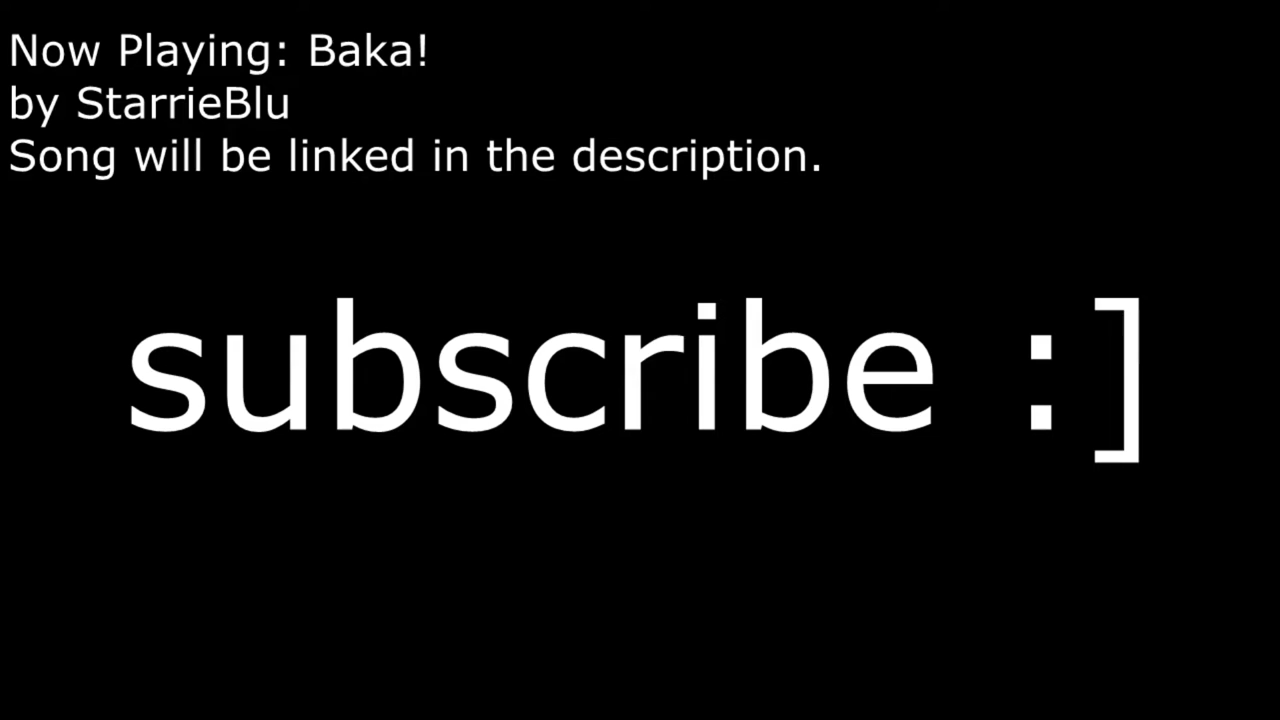 Now Playing: Baka!
by StarrieBlu
Song will be linked in the description.
subscribe :]